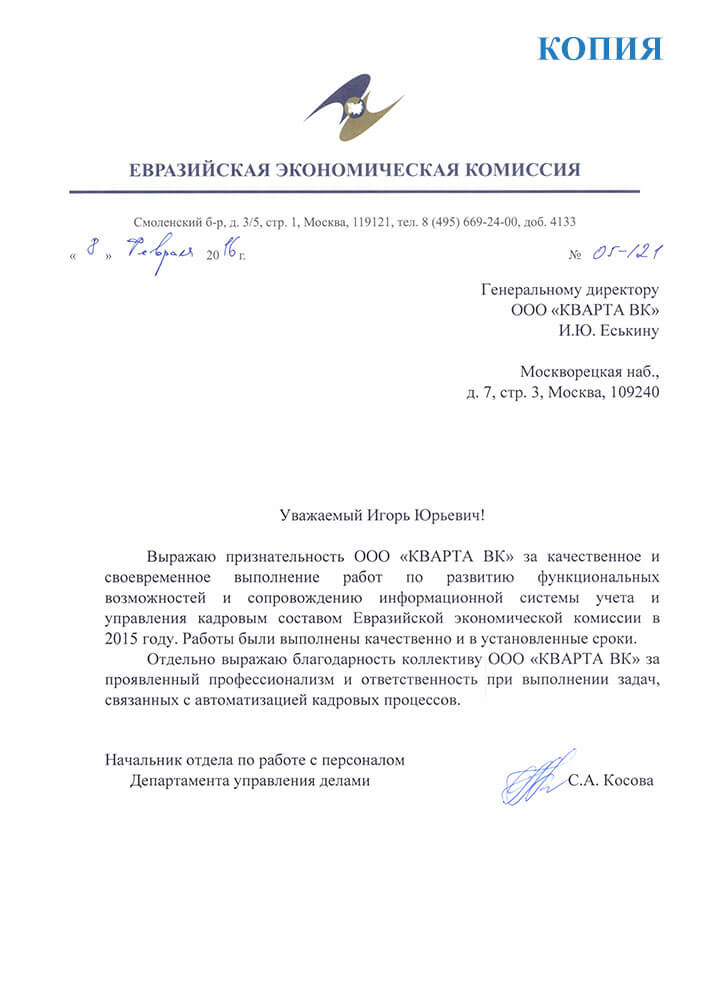 КОПИЯ
ЕВРАЗИЙСКАЯ ЭКОНОМИЧЕСКАЯ КОМИССИЯ
Смоленский б-р, д. 3/5, стр. 1, Москва, 119121, тел. 8 (495) 669-24-00, доб. 4133
« 8 » Февраля 2016 г. № 05-121
Генеральному директору
ООО «КВАРТА ВК»
И.Ю. Еськину
Москворецкая наб.,
д. 7, стр. 3, Москва, 109240
Уважаемый Игорь Юрьевич!
Выражаю признательность ООО «КВАРТА ВК» за качественное и
своевременное выполнение работ по развитию функциональных
возможностей и сопровождению информационной системы учета и
управления кадровым составом Евразийской экономической комиссии в
2015 году. Работы были выполнены качественно и в установленные сроки.
Отдельно выражаю благодарность коллективу ООО «КВАРТА ВК» за
проявленный профессионализм и ответственность при выполнении задач,
связанных с автоматизацией кадровых процессов.
Начальник отдела по работе с персоналом
Департамента управления делами С.А. Косова